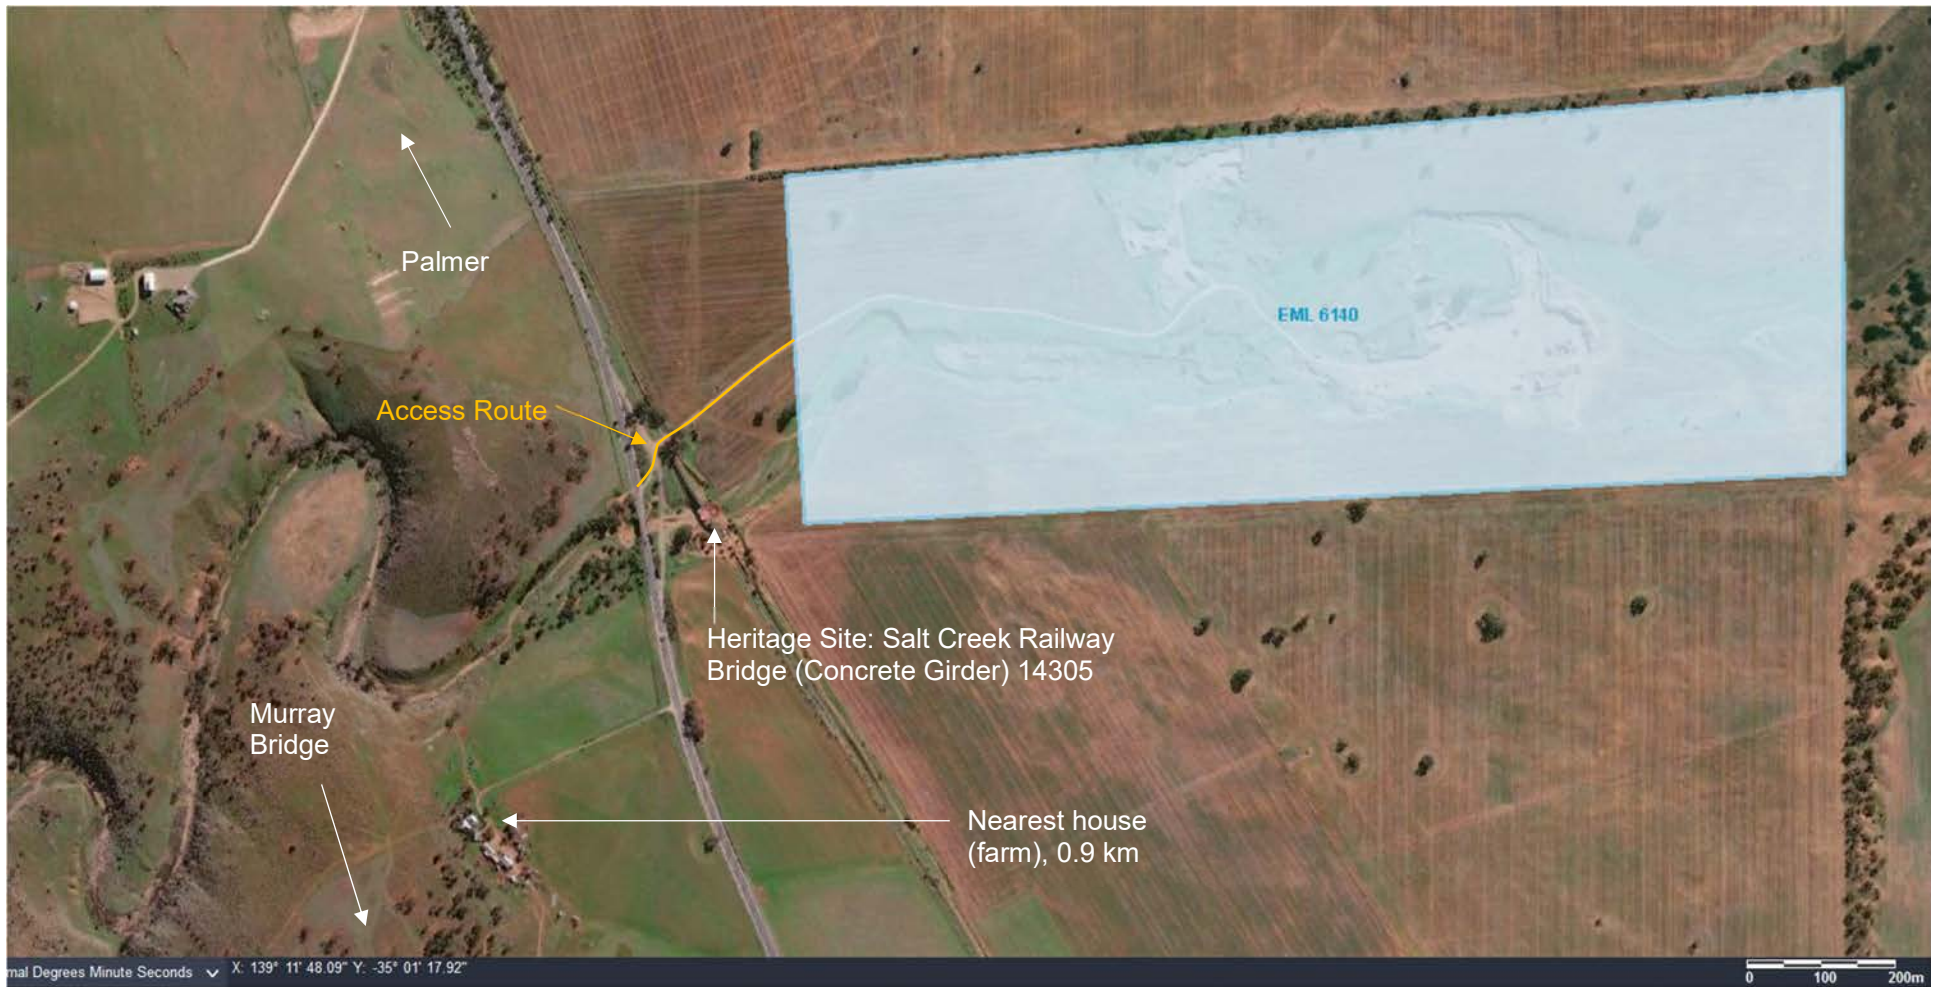 Palmer
EML 6140
Access Route
Heritage Site: Salt Creek Railway
Bridge (Concrete Girder) 14305
Murray
Bridge
Nearest house
(farm), 0.9 km
mal Degrees Minute Seconds
X: 139° 11' 48.09" Y: -35° 01' 17.92"
0 100 200m